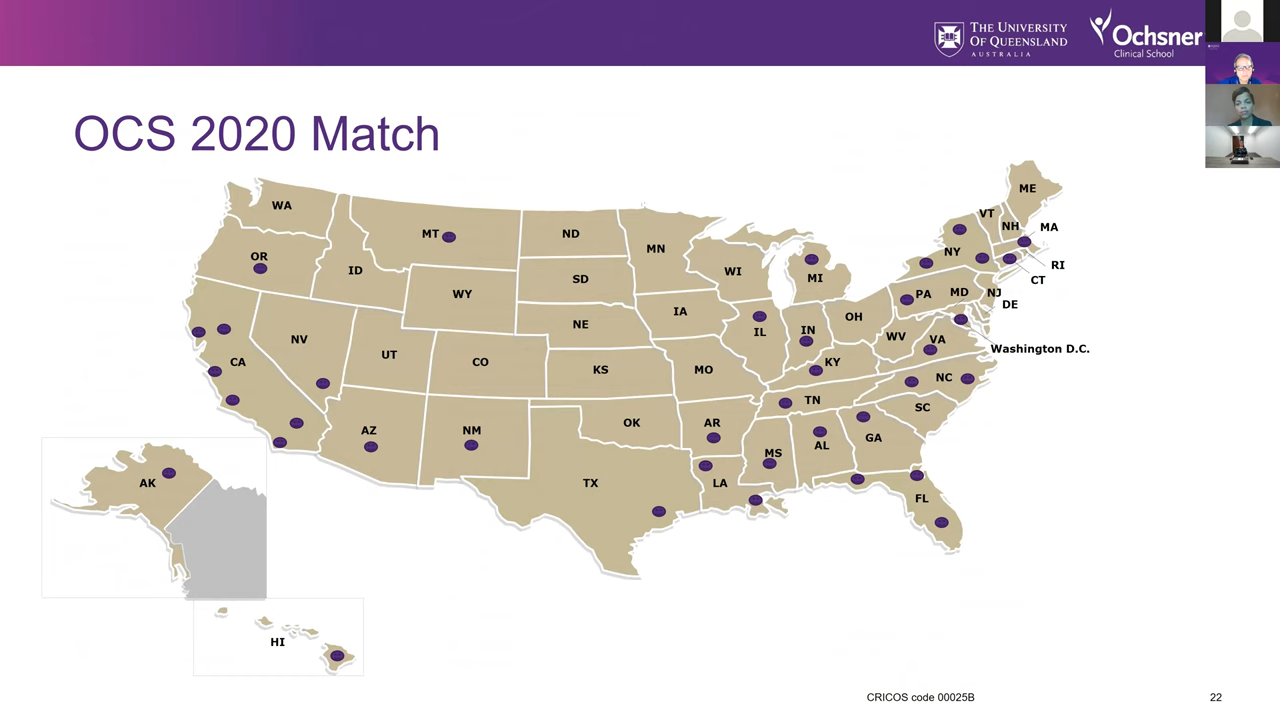 THE UNIVERSITY
OF QUEENSLAND
AUSTRALIA
Ochsner
Clinical School
OCS 2020 Match
WA
OR
ID
MT
WY
NV
UT
CA
AZ
NM
CO
ND
SD
NE
KS
OK
TX
MN
IA
MO
AR
LA
WI
IL
MI
IN
OH
KY
TN
MS
AL
GA
FL
SC
NC
VA
WV
PA
MD
NJ
DE
Washington D.C.
NY
VT
NH
ME
MA
RI
CT
AK
HI
CRICOS code 00025B
22